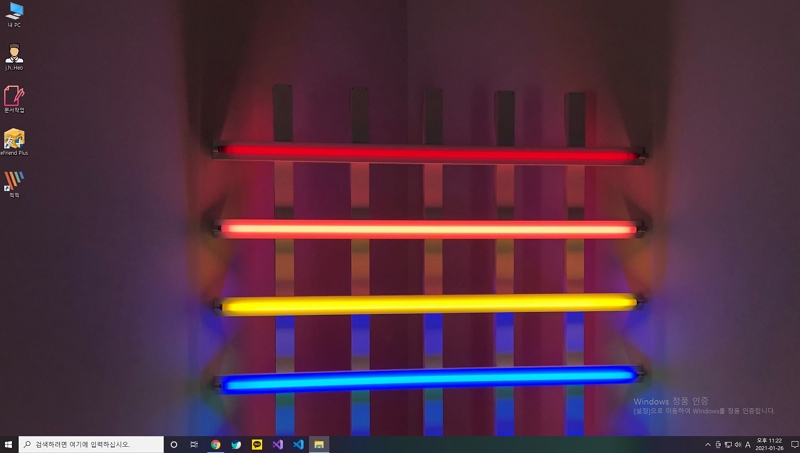 내 PC
j.h.Heo
문서작업
eFriend Plus
픽픽
Windows 정품 인증
[설정]으로 이동하여 Windows를 정품 인증합니다.
검색하려면 여기에 입력하십시오.
TALK
A
오후 11:22
2021-01-26